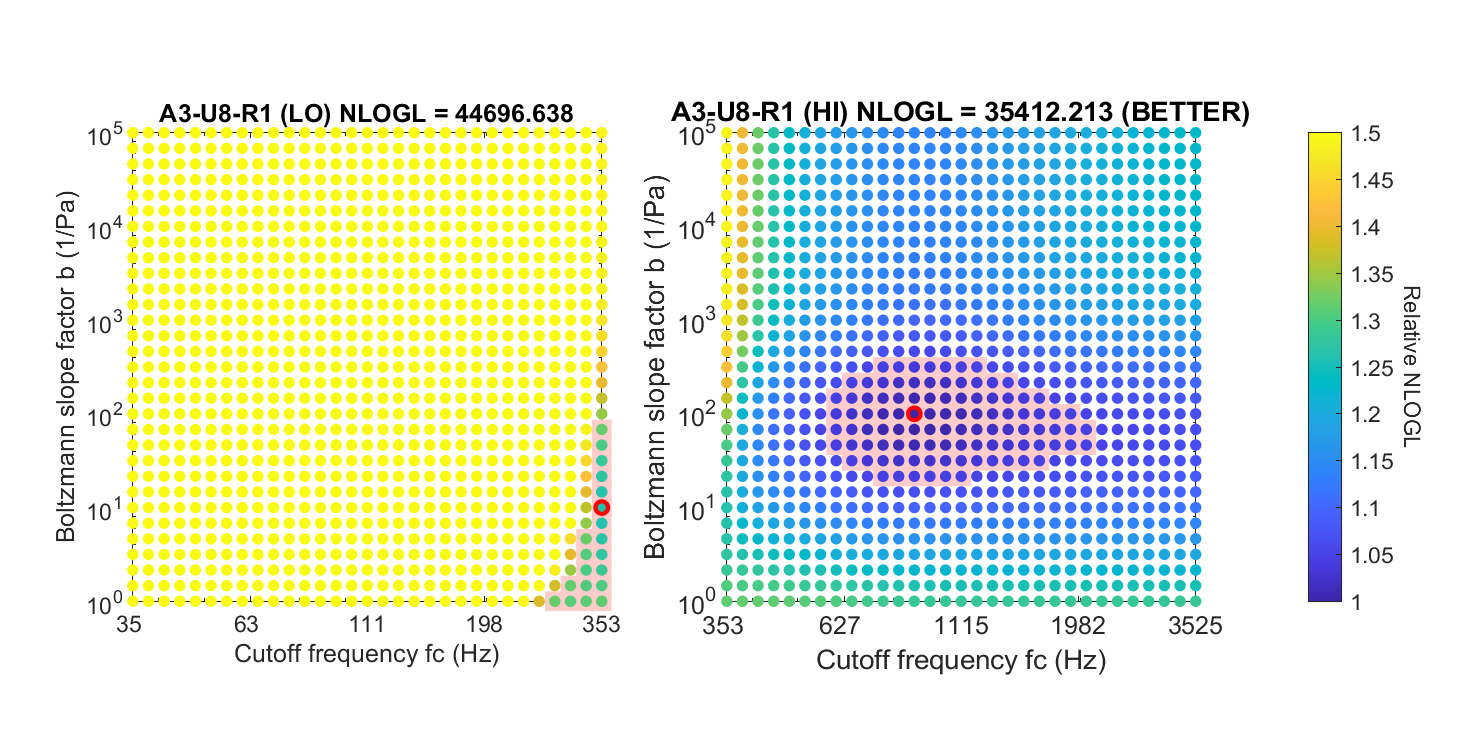 A3-U8-R1 (LO) NLOGL = 44696.638
A3-U8-R1 (HI) NLOGL = 35412.213 (BETTER)
Boltzmann slope factor b (1/Pa)
10^5
10^4
10^3
10^2
10^1
10^0
35 63 111 198 353
Cutoff frequency fc (Hz)
Boltzmann slope factor b (1/Pa)
10^5
10^4
10^3
10^2
10^1
10^0
353 627 1115 1982 3525
Cutoff frequency fc (Hz)
1.5
1.45
1.4
1.35
1.3
1.25
1.2
1.15
1.1
1.05
1
Relative NLOGL